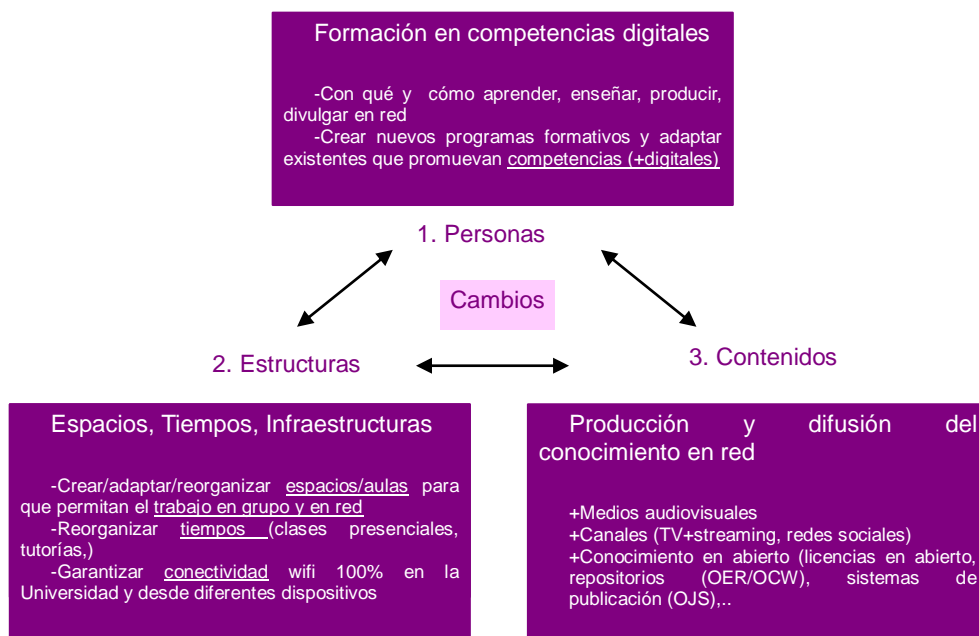 Formación en competencias digitales
-Con qué y cómo aprender, enseñar, producir,
divulgar en red
-Crear nuevos programas formativos y adaptar
existentes que promuevan competencias (+digitales)
1. Personas
Cambios
2. Estructuras
3. Contenidos
Espacios, Tiempos, Infraestructuras
-Crear/adaptar/reorganizar espacios/aulas para
que permitan el trabajo en grupo y en red
-Reorganizar tiempos (clases presenciales,
tutorías,)
-Garantizar conectividad wifi 100% en la
Universidad y desde diferentes dispositivos
Producción y difusión del
conocimiento en red
+Medios audiovisuales
+Canales (TV+streaming, redes sociales)
+Conocimiento en abierto (licencias en abierto,
repositorios (OER/OCW), sistemas de
publicación (OJS),..